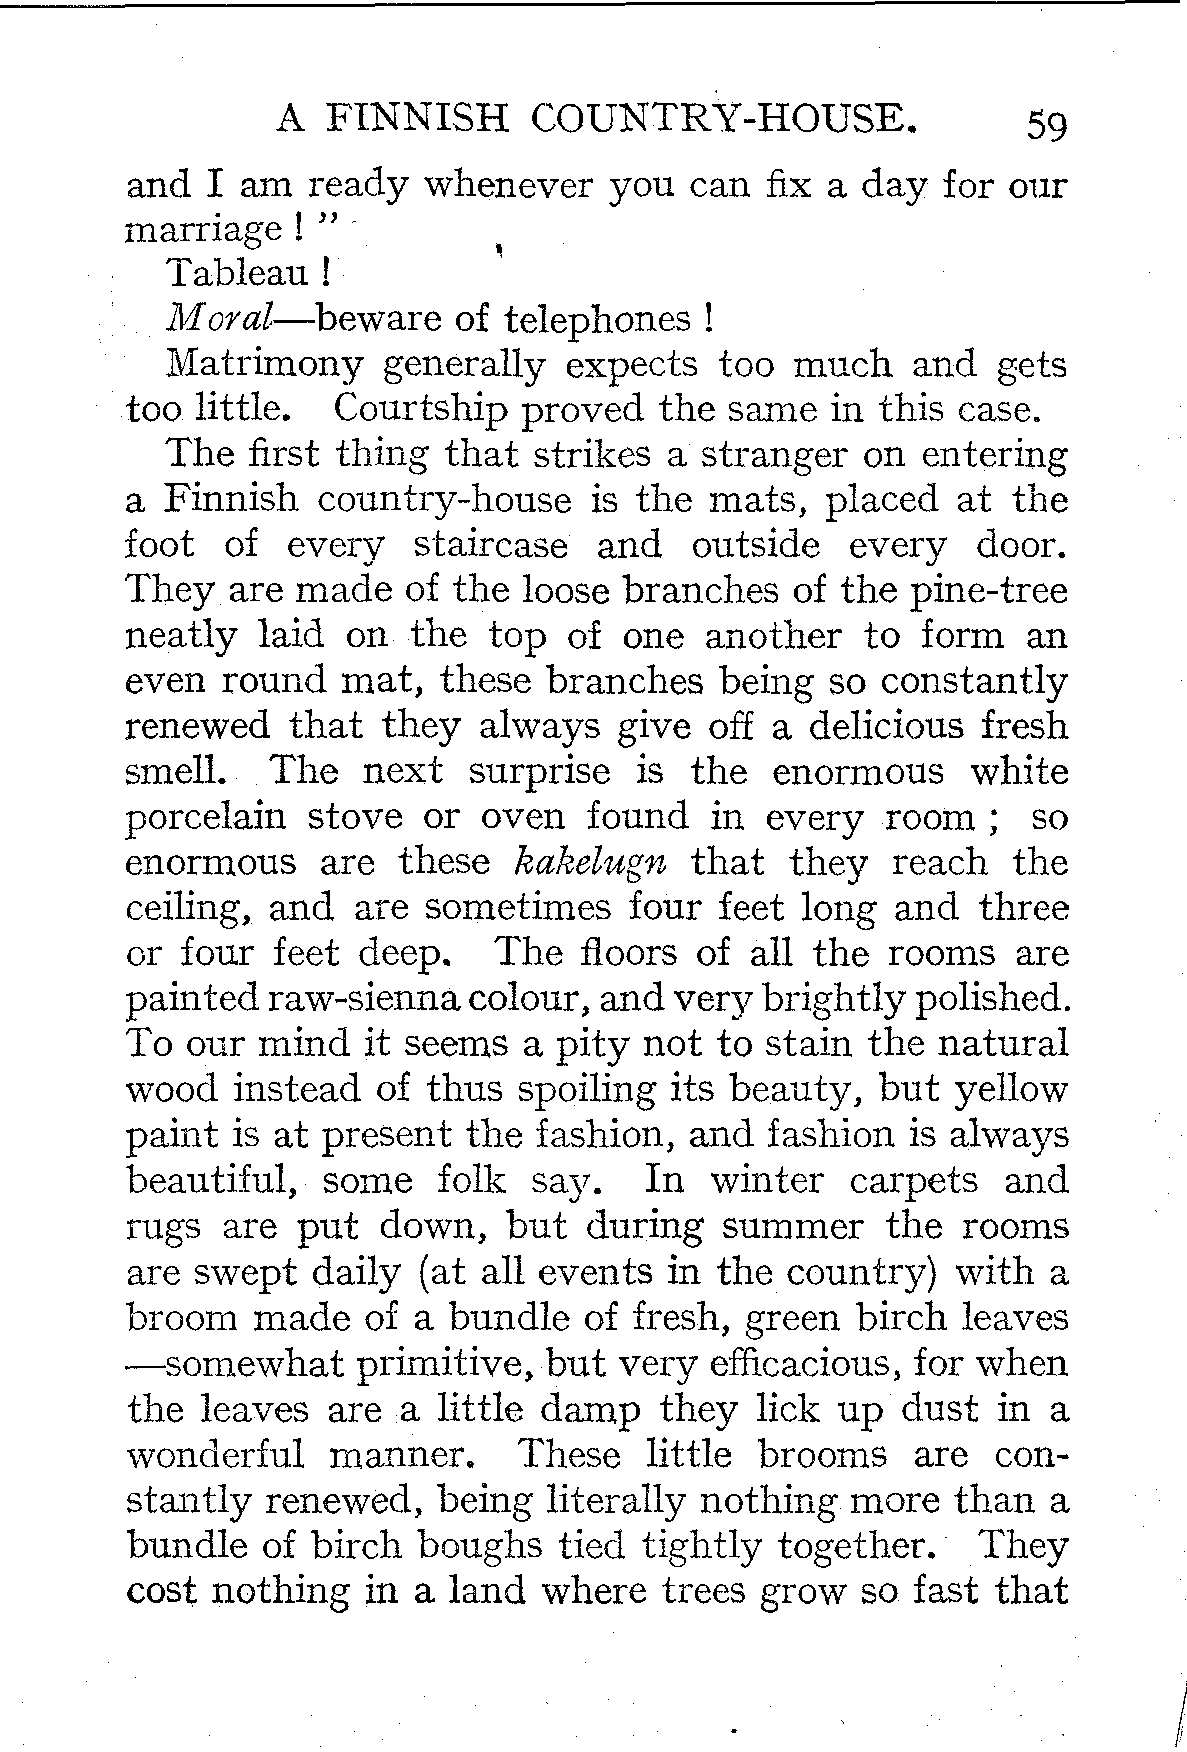 A FINNISH COUNTRY-HOUSE. 59
and I am ready whenever you can fix a day for our
marriage ! ”
Tableau !
Moral—beware of telephones !
Matrimony generally expects too much and gets
too little. Courtship proved the same in this case.
The first thing that strikes a stranger on entering
a Finnish country-house is the mats, placed at the
foot of every staircase and outside every door.
They are made of the loose branches of the pine-tree
neatly laid on the top of one another to form an
even round mat, these branches being so constantly
renewed that they always give off a delicious fresh
smell. The next surprise is the enormous white
porcelain stove or oven found in every room ; so
enormous are these kakelugn that they reach the
ceiling, and are sometimes four feet long and three
or four feet deep. The floors of all the rooms are
painted raw-sienna colour, and very brightly polished.
To our mind it seems a pity not to stain the natural
wood instead of thus spoiling its beauty, but yellow
paint is at present the fashion, and fashion is always
beautiful, some folk say. In winter carpets and
rugs are put down, but during summer the rooms
are swept daily (at all events in the country) with a
broom made of a bundle of fresh, green birch leaves
—somewhat primitive, but very efficacious, for when
the leaves are a little damp they lick up dust in a
wonderful manner. These little brooms are con-
stantly renewed, being literally nothing more than a
bundle of birch boughs tied tightly together. They
cost nothing in a land where trees grow so fast that